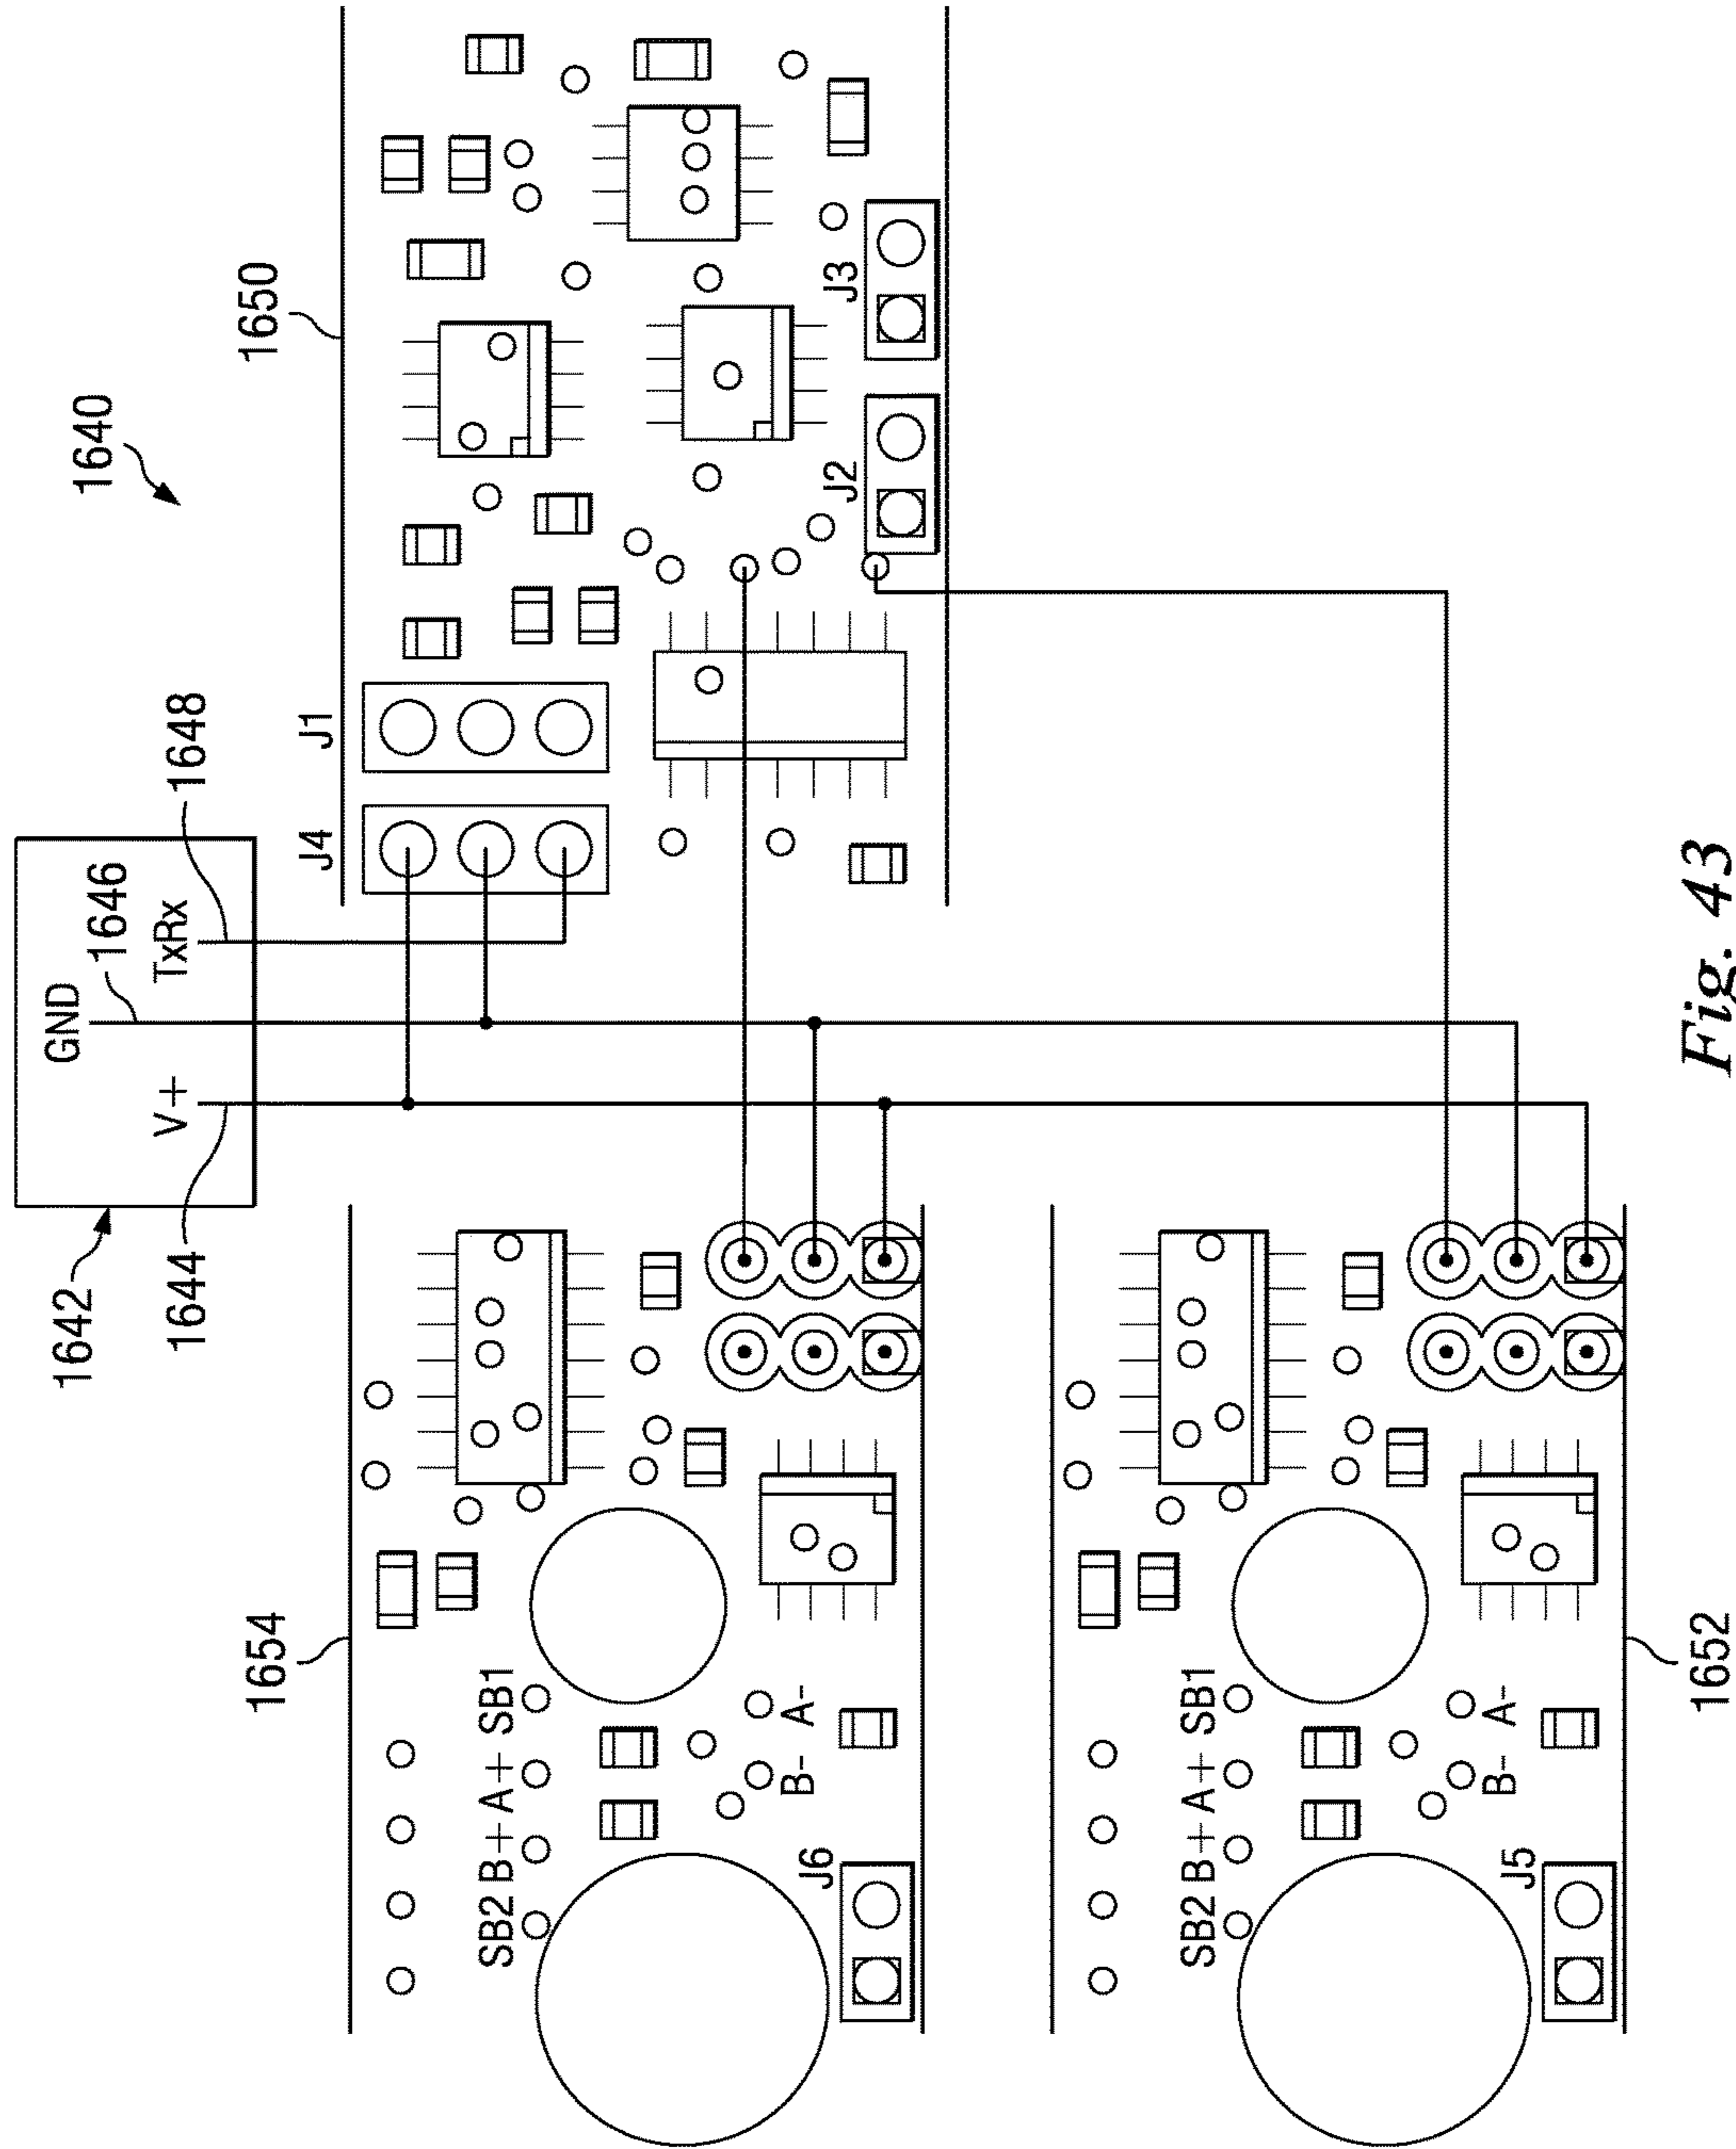 1640
1642
V+
GND
TxRx
1644
1646
1648
1650
J4
J1
J2
J3
1654
SB2 B+ A+ SB1
B- A-
J6
SB2 B+ A+ SB1
B- A-
J5
1652
Fig. 43